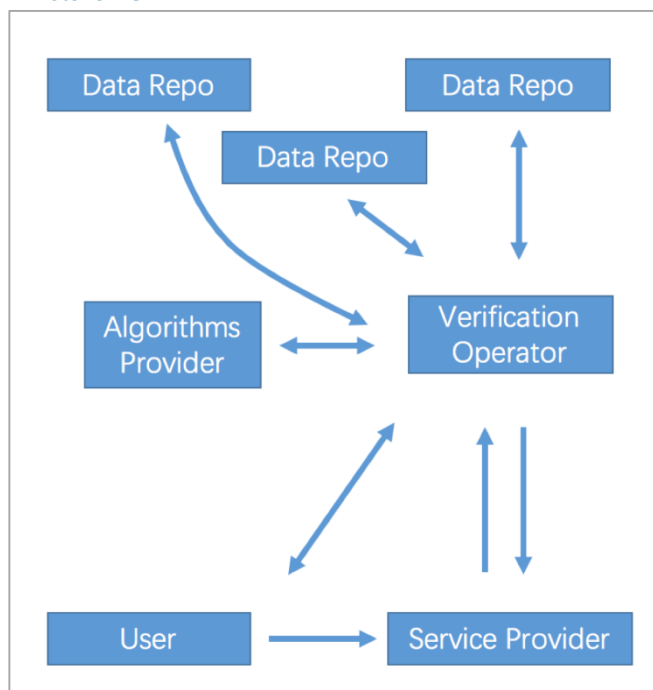 Data Repo
Data Repo
Data Repo
Algorithms
Provider
Verification
Operator
User
Service Provider